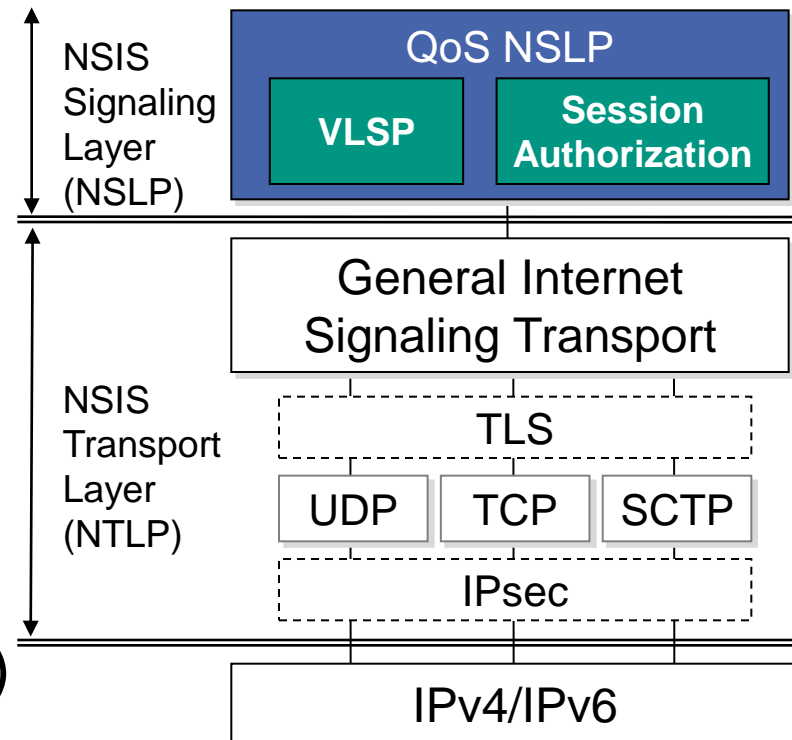 NSIS
Signaling
Layer
(NSLP)
QoS NSLP
VLSP
Session
Authorization
NSIS
Transport
Layer
(NTLP)
General Internet
Signaling Transport
TLS
UDP
TCP
SCTP
IPsec
)
IPv4/IPv6